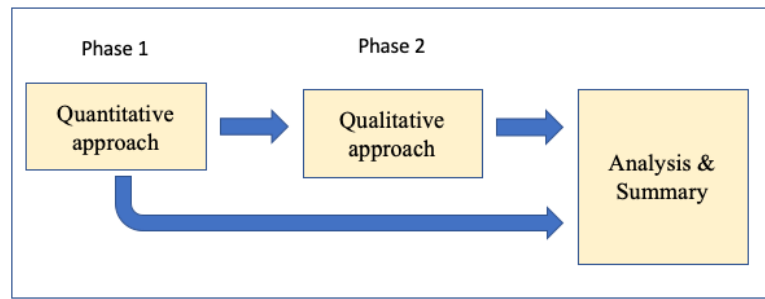 Phase 1
Phase 2
Quantitative
approach
Qualitative
approach
Analysis &
Summary